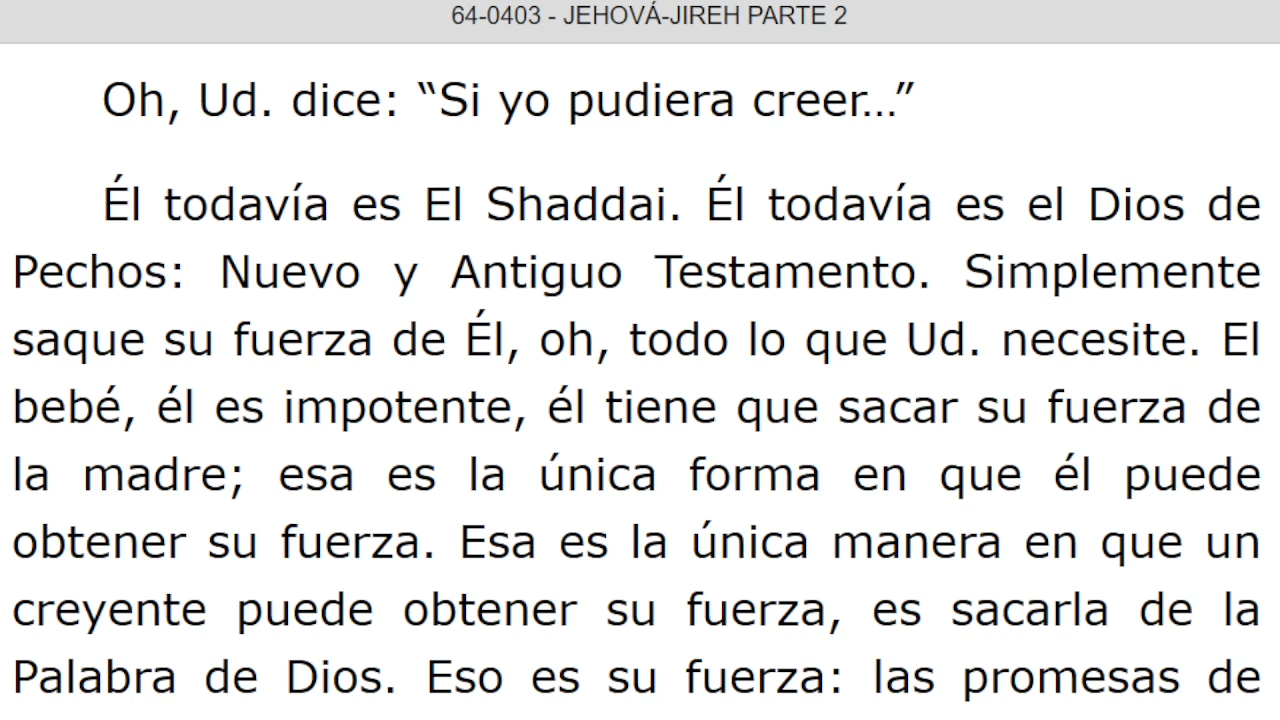 64-0403 - JEHOVÁ-JIREH PARTE 2
Oh, Ud. dice: “Si yo pudiera creer…”
Él todavía es El Shaddai. Él todavía es el Dios de
Pechos: Nuevo y Antiguo Testamento. Simplemente
saque su fuerza de Él, oh, todo lo que Ud. necesite. El
bebé, él es impotente, él tiene que sacar su fuerza de
la madre; esa es la única forma en que él puede
obtener su fuerza. Esa es la única manera en que un
creyente puede obtener su fuerza, es sacarla de la
Palabra de Dios. Eso es su fuerza: las promesas de